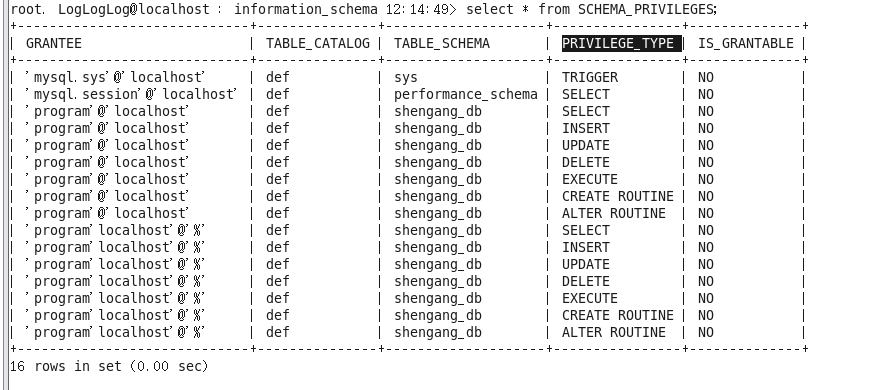 root. LogLogLog@localhost : information_schema 12:14:49> select * from SCHEMA_PRIVILEGES;
+-----------------------------+---------------+--------------------+----------------+--------------+
| GRANTEE | TABLE_CATALOG | TABLE_SCHEMA | PRIVILEGE_TYPE | IS_GRANTABLE |
+-----------------------------+---------------+--------------------+----------------+--------------+
| 'mysql.sys'@'localhost' | def | sys | TRIGGER | NO |
| 'mysql.session'@'localhost' | def | performance_schema | SELECT | NO |
| 'program'@'localhost' | def | shengang_db | SELECT | NO |
| 'program'@'localhost' | def | shengang_db | INSERT | NO |
| 'program'@'localhost' | def | shengang_db | UPDATE | NO |
| 'program'@'localhost' | def | shengang_db | DELETE | NO |
| 'program'@'localhost' | def | shengang_db | EXECUTE | NO |
| 'program'@'localhost' | def | shengang_db | CREATE ROUTINE | NO |
| 'program'@'localhost' | def | shengang_db | ALTER ROUTINE | NO |
| 'program'localhost'@'%' | def | shengang_db | SELECT | NO |
| 'program'localhost'@'%' | def | shengang_db | INSERT | NO |
| 'program'localhost'@'%' | def | shengang_db | UPDATE | NO |
| 'program'localhost'@'%' | def | shengang_db | DELETE | NO |
| 'program'localhost'@'%' | def | shengang_db | EXECUTE | NO |
| 'program'localhost'@'%' | def | shengang_db | CREATE ROUTINE | NO |
| 'program'localhost'@'%' | def | shengang_db | ALTER ROUTINE | NO |
+-----------------------------+---------------+--------------------+----------------+--------------+
16 rows in set (0.00 sec)